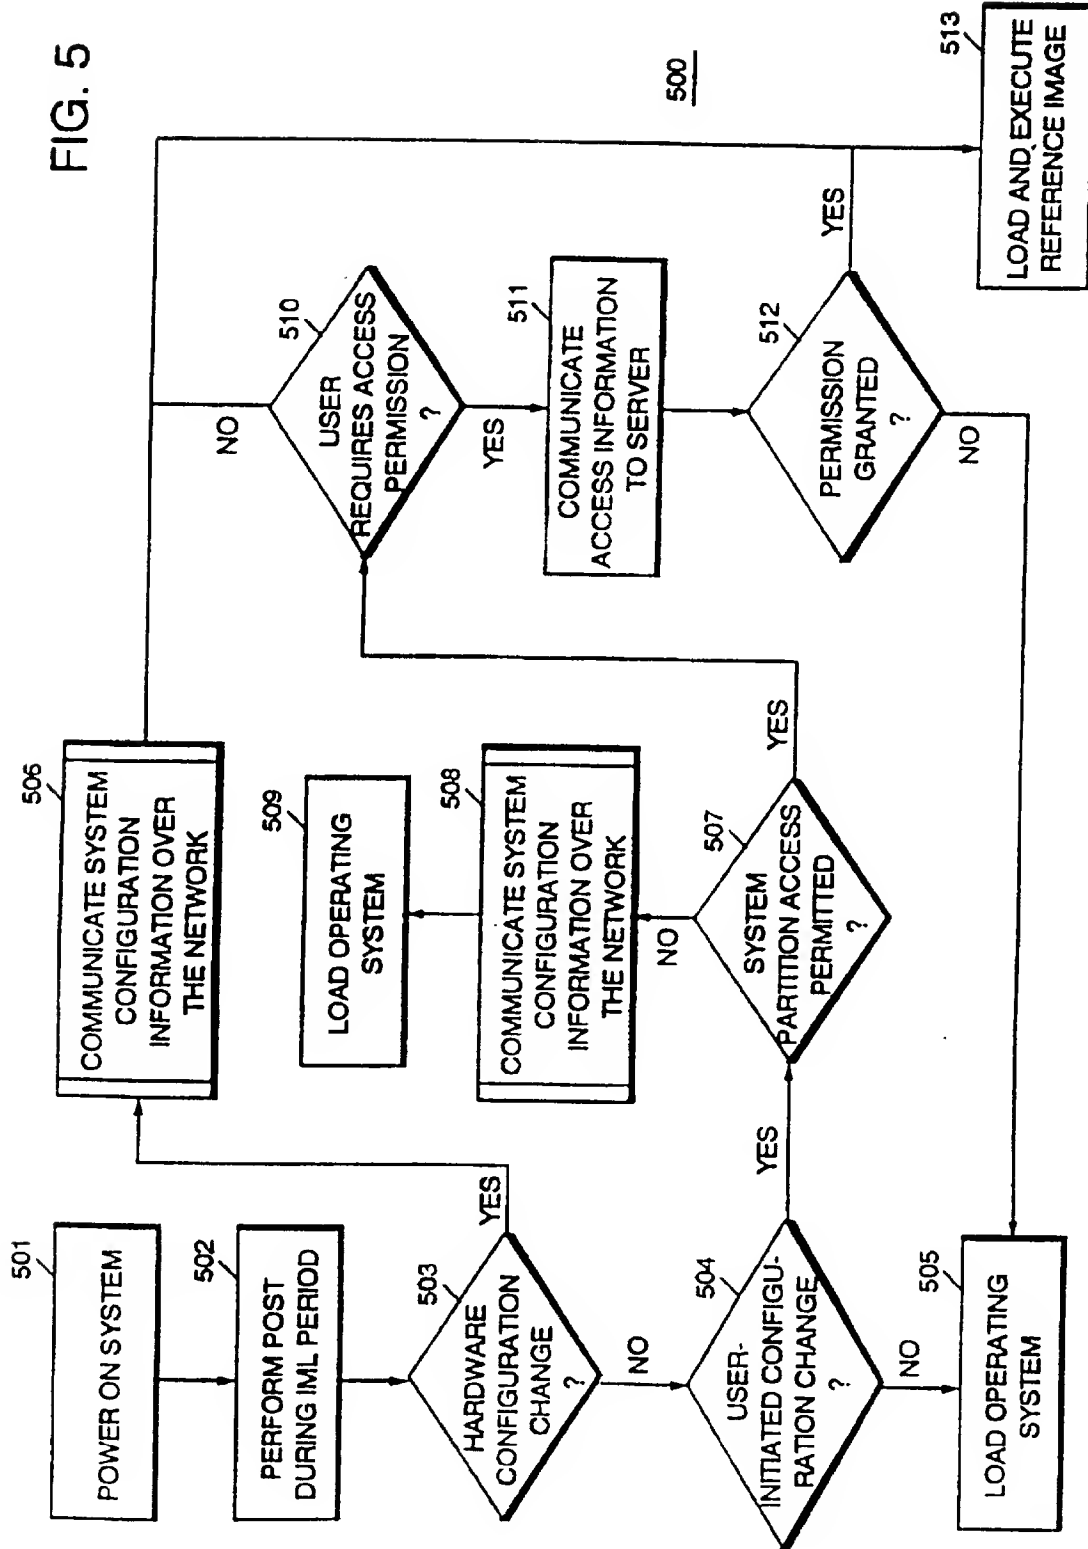 FIG. 5
500
501
POWER ON SYSTEM
502
PERFORM POST
DURING IML PERIOD
503
HARDWARE
CONFIGURATION
CHANGE
?
YES
NO
504
USER-
INITIATED CONFIGU-
RATION CHANGE
?
YES
NO
505
LOAD OPERATING
SYSTEM
506
COMMUNICATE SYSTEM
CONFIGURATION
INFORMATION OVER
THE NETWORK
509
LOAD OPERATING
SYSTEM
508
COMMUNICATE SYSTEM
CONFIGURATION
INFORMATION OVER
THE NETWORK
507
SYSTEM
PARTITION ACCESS
PERMITTED
?
NO
YES
510
USER
REQUIRES ACCESS
PERMISSION
?
NO
YES
511
COMMUNICATE
ACCESS INFORMATION
TO SERVER
512
PERMISSION
GRANTED
?
YES
NO
513
LOAD AND EXECUTE
REFERENCE IMAGE